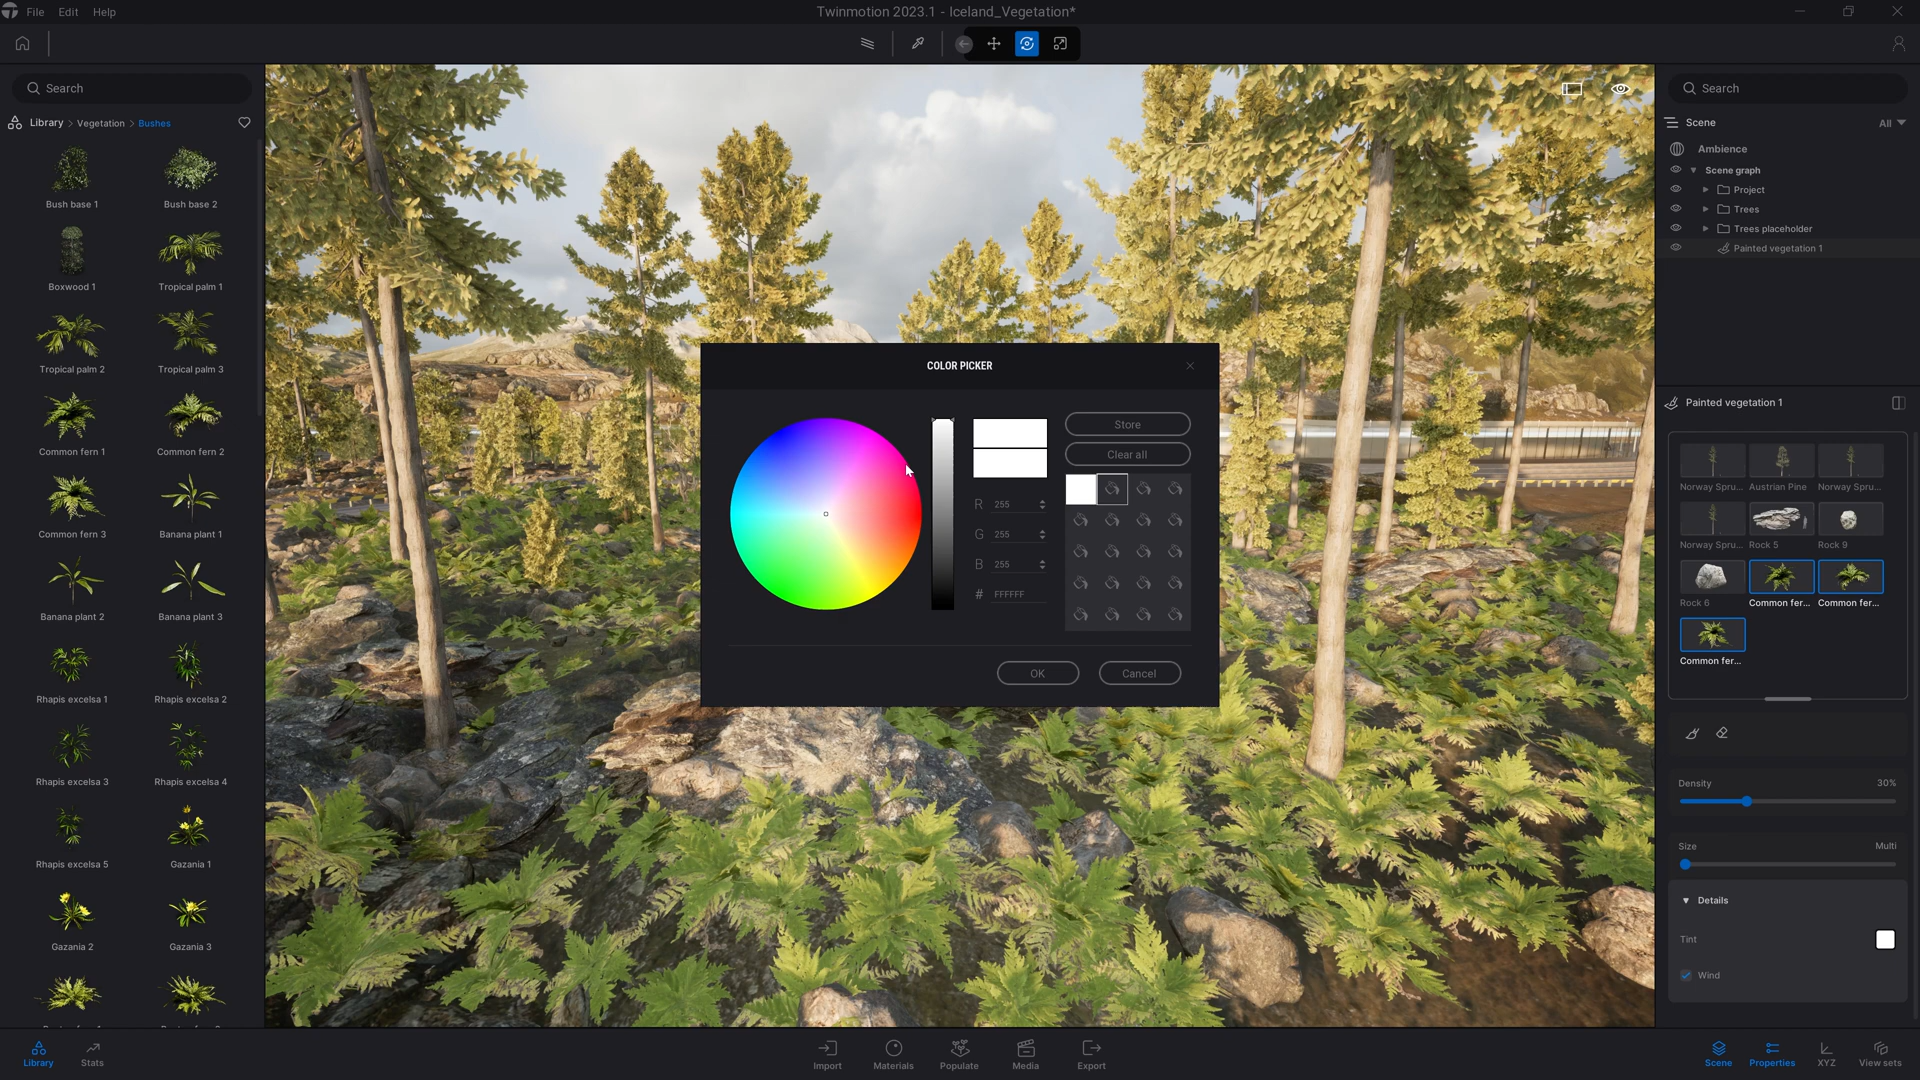 File Edit Help
Twinmotion 2023.1 - Iceland_Vegetation*
Search
Library > Vegetation > Bushes
Bush base 1
Bush base 2
Boxwood 1
Tropical palm 1
Tropical palm 2
Tropical palm 3
Common fern 1
Common fern 2
Common fern 3
Banana plant 1
Banana plant 2
Banana plant 3
Rhapis excelsa 1
Rhapis excelsa 2
Rhapis excelsa 3
Rhapis excelsa 4
Rhapis excelsa 5
Gazania 1
Gazania 2
Gazania 3
COLOR PICKER
Store
Clear all
R 255
G 255
B 255
# FFFFFF
OK
Cancel
Search
Scene
All
Ambience
Scene graph
Project
Trees
Trees placeholder
Painted vegetation 1
Painted vegetation 1
Norway Spru...
Austrian Pine
Norway Spru...
Norway Spru...
Rock 5
Rock 9
Rock 6
Common fer...
Common fer...
Common fer...
Density
30%
Size
Multi
Details
Tint
Wind
Library
Stats
Import
Materials
Populate
Media
Export
Scene
Properties
XYZ
View sets